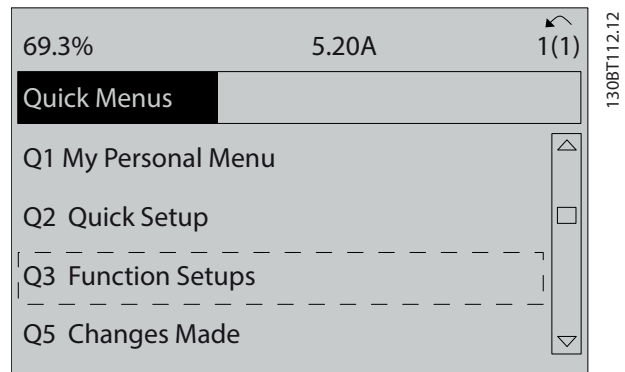 69.3% 5.20A 1(1)
Quick Menus
Q1 My Personal Menu
Q2 Quick Setup
Q3 Function Setups
Q5 Changes Made
130BT112.12